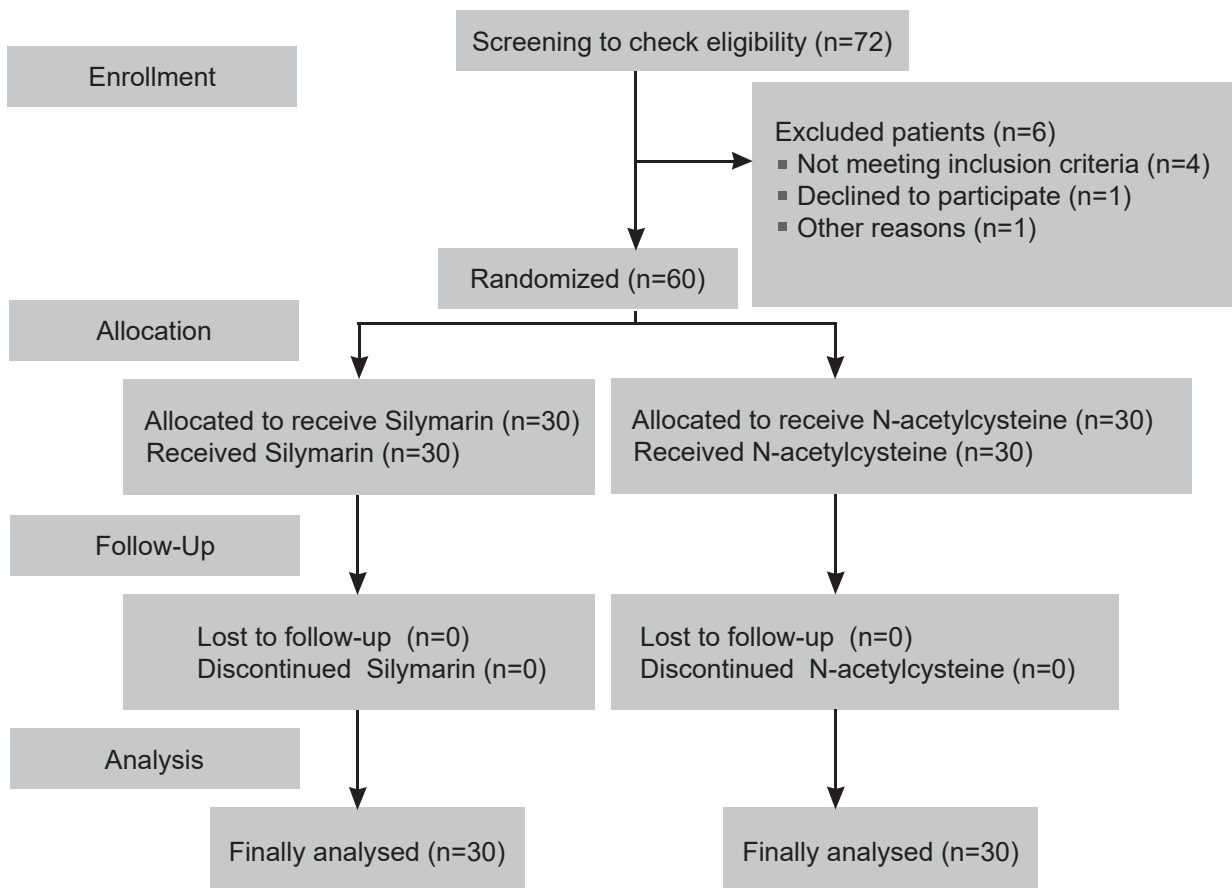 Screening to check eligibility (n=72)
Enrollment
Excluded patients (n=6)
▪ Not meeting inclusion criteria (n=4)
▪ Declined to participate (n=1)
▪ Other reasons (n=1)
Randomized (n=60)
Allocation
Allocated to receive Silymarin (n=30)
Received Silymarin (n=30)
Allocated to receive N-acetylcysteine (n=30)
Received N-acetylcysteine (n=30)
Follow-Up
Lost to follow-up (n=0)
Discontinued Silymarin (n=0)
Lost to follow-up (n=0)
Discontinued N-acetylcysteine (n=0)
Analysis
Finally analysed (n=30)
Finally analysed (n=30)